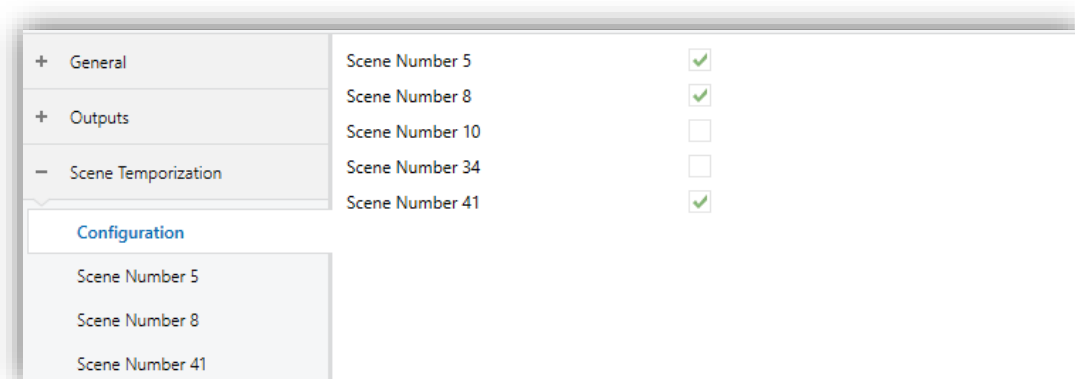 General
Outputs
Scene Temporization
Configuration
Scene Number 5
Scene Number 8
Scene Number 41
Scene Number 5
Scene Number 8
Scene Number 10
Scene Number 34
Scene Number 41